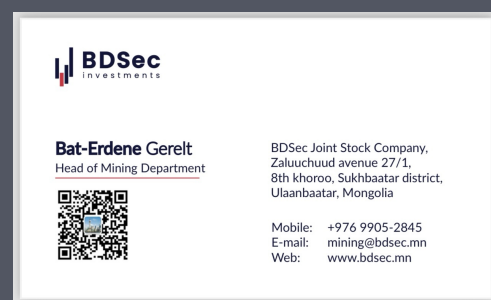 BDSec
investments
Bat-Erdene Gerelt
Head of Mining Department
BDSec Joint Stock Company,
Zaluuchuud avenue 27/1,
8th khoroo, Sukhbaatar district,
Ulaanbaatar, Mongolia
Mobile: +976 9905-2845
E-mail: mining@bdsec.mn
Web: www.bdsec.mn